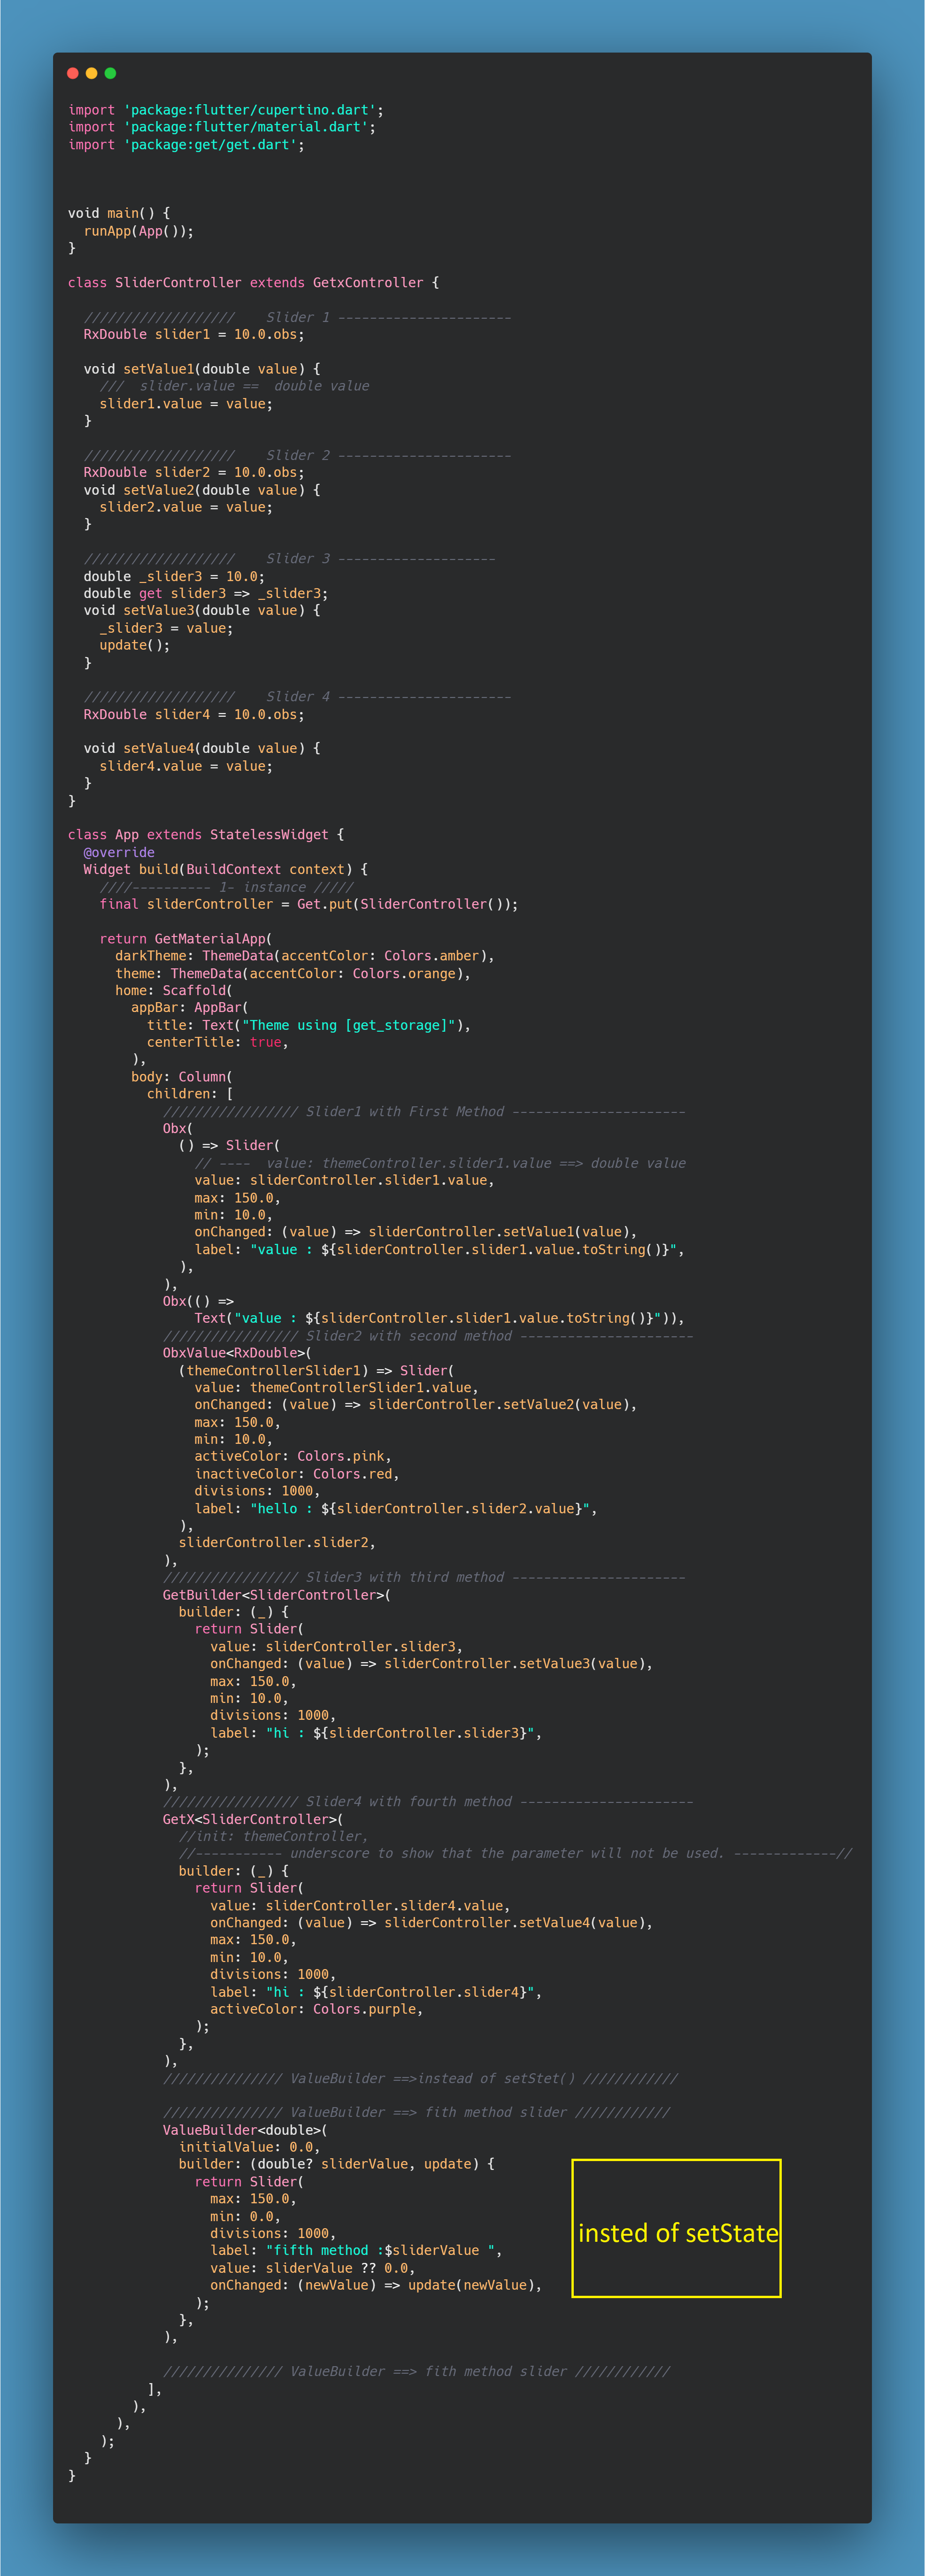 import 'package:flutter/cupertino.dart';
import 'package:flutter/material.dart';
import 'package:get/get.dart';
void main() {
  runApp(App());
}
class SliderController extends GetxController {
  ///////////////////    Slider 1 ----------------------
  RxDouble slider1 = 10.0.obs;
  void setValue1(double value) {
    ///  slider.value ==  double value
    slider1.value = value;
  }
  ///////////////////    Slider 2 ----------------------
  RxDouble slider2 = 10.0.obs;
  void setValue2(double value) {
    slider2.value = value;
  }
  ///////////////////    Slider 3 --------------------
  double _slider3 = 10.0;
  double get slider3 => _slider3;
  void setValue3(double value) {
    _slider3 = value;
    update();
  }
  ///////////////////    Slider 4 ----------------------
  RxDouble slider4 = 10.0.obs;
  void setValue4(double value) {
    slider4.value = value;
  }
}
class App extends StatelessWidget {
  @override
  Widget build(BuildContext context) {
    ////---------- 1- instance /////
    final sliderController = Get.put(SliderController());
    return GetMaterialApp(
      darkTheme: ThemeData(accentColor: Colors.amber),
      theme: ThemeData(accentColor: Colors.orange),
      home: Scaffold(
        appBar: AppBar(
          title: Text("Theme using [get_storage]"),
          centerTitle: true,
        ),
        body: Column(
          children: [
            ///////////////// Slider1 with First Method ----------------------
            Obx(
              () => Slider(
                // ----  value: themeController.slider1.value ==> double value
                value: sliderController.slider1.value,
                max: 150.0,
                min: 10.0,
                onChanged: (value) => sliderController.setValue1(value),
                label: "value : ${sliderController.slider1.value.toString()}",
              ),
            ),
            Obx(() =>
                Text("value : ${sliderController.slider1.value.toString()}")),
            ///////////////// Slider2 with second method ----------------------
            ObxValue<RxDouble>(
              (themeControllerSlider1) => Slider(
                value: themeControllerSlider1.value,
                onChanged: (value) => sliderController.setValue2(value),
                max: 150.0,
                min: 10.0,
                activeColor: Colors.pink,
                inactiveColor: Colors.red,
                divisions: 1000,
                label: "hello : ${sliderController.slider2.value}",
              ),
              sliderController.slider2,
            ),
            ///////////////// Slider3 with third method ----------------------
            GetBuilder<SliderController>(
              builder: (_) {
                return Slider(
                  value: sliderController.slider3,
                  onChanged: (value) => sliderController.setValue3(value),
                  max: 150.0,
                  min: 10.0,
                  divisions: 1000,
                  label: "hi : ${sliderController.slider3}",
                );
              },
            ),
            ///////////////// Slider4 with fourth method ----------------------
            GetX<SliderController>(
              //init: themeController,
              //----------- underscore to show that the parameter will not be used. -------------//
              builder: (_) {
                return Slider(
                  value: sliderController.slider4.value,
                  onChanged: (value) => sliderController.setValue4(value),
                  max: 150.0,
                  min: 10.0,
                  divisions: 1000,
                  label: "hi : ${sliderController.slider4}",
                  activeColor: Colors.purple,
                );
              },
            ),
            /////////////// ValueBuilder ==>instead of setStet() ////////////
            /////////////// ValueBuilder ==> fith method slider ////////////
            ValueBuilder<double>(
              initialValue: 0.0,
              builder: (double? sliderValue, update) {
                return Slider(
                  max: 150.0,
                  min: 0.0,
                  divisions: 1000,
                  label: "fifth method :$sliderValue ",
                  value: sliderValue ?? 0.0,
                  onChanged: (newValue) => update(newValue),
                );
              },
            ),
insted of setState
            /////////////// ValueBuilder ==> fith method slider ////////////
          ],
        ),
      ),
    );
  }
}